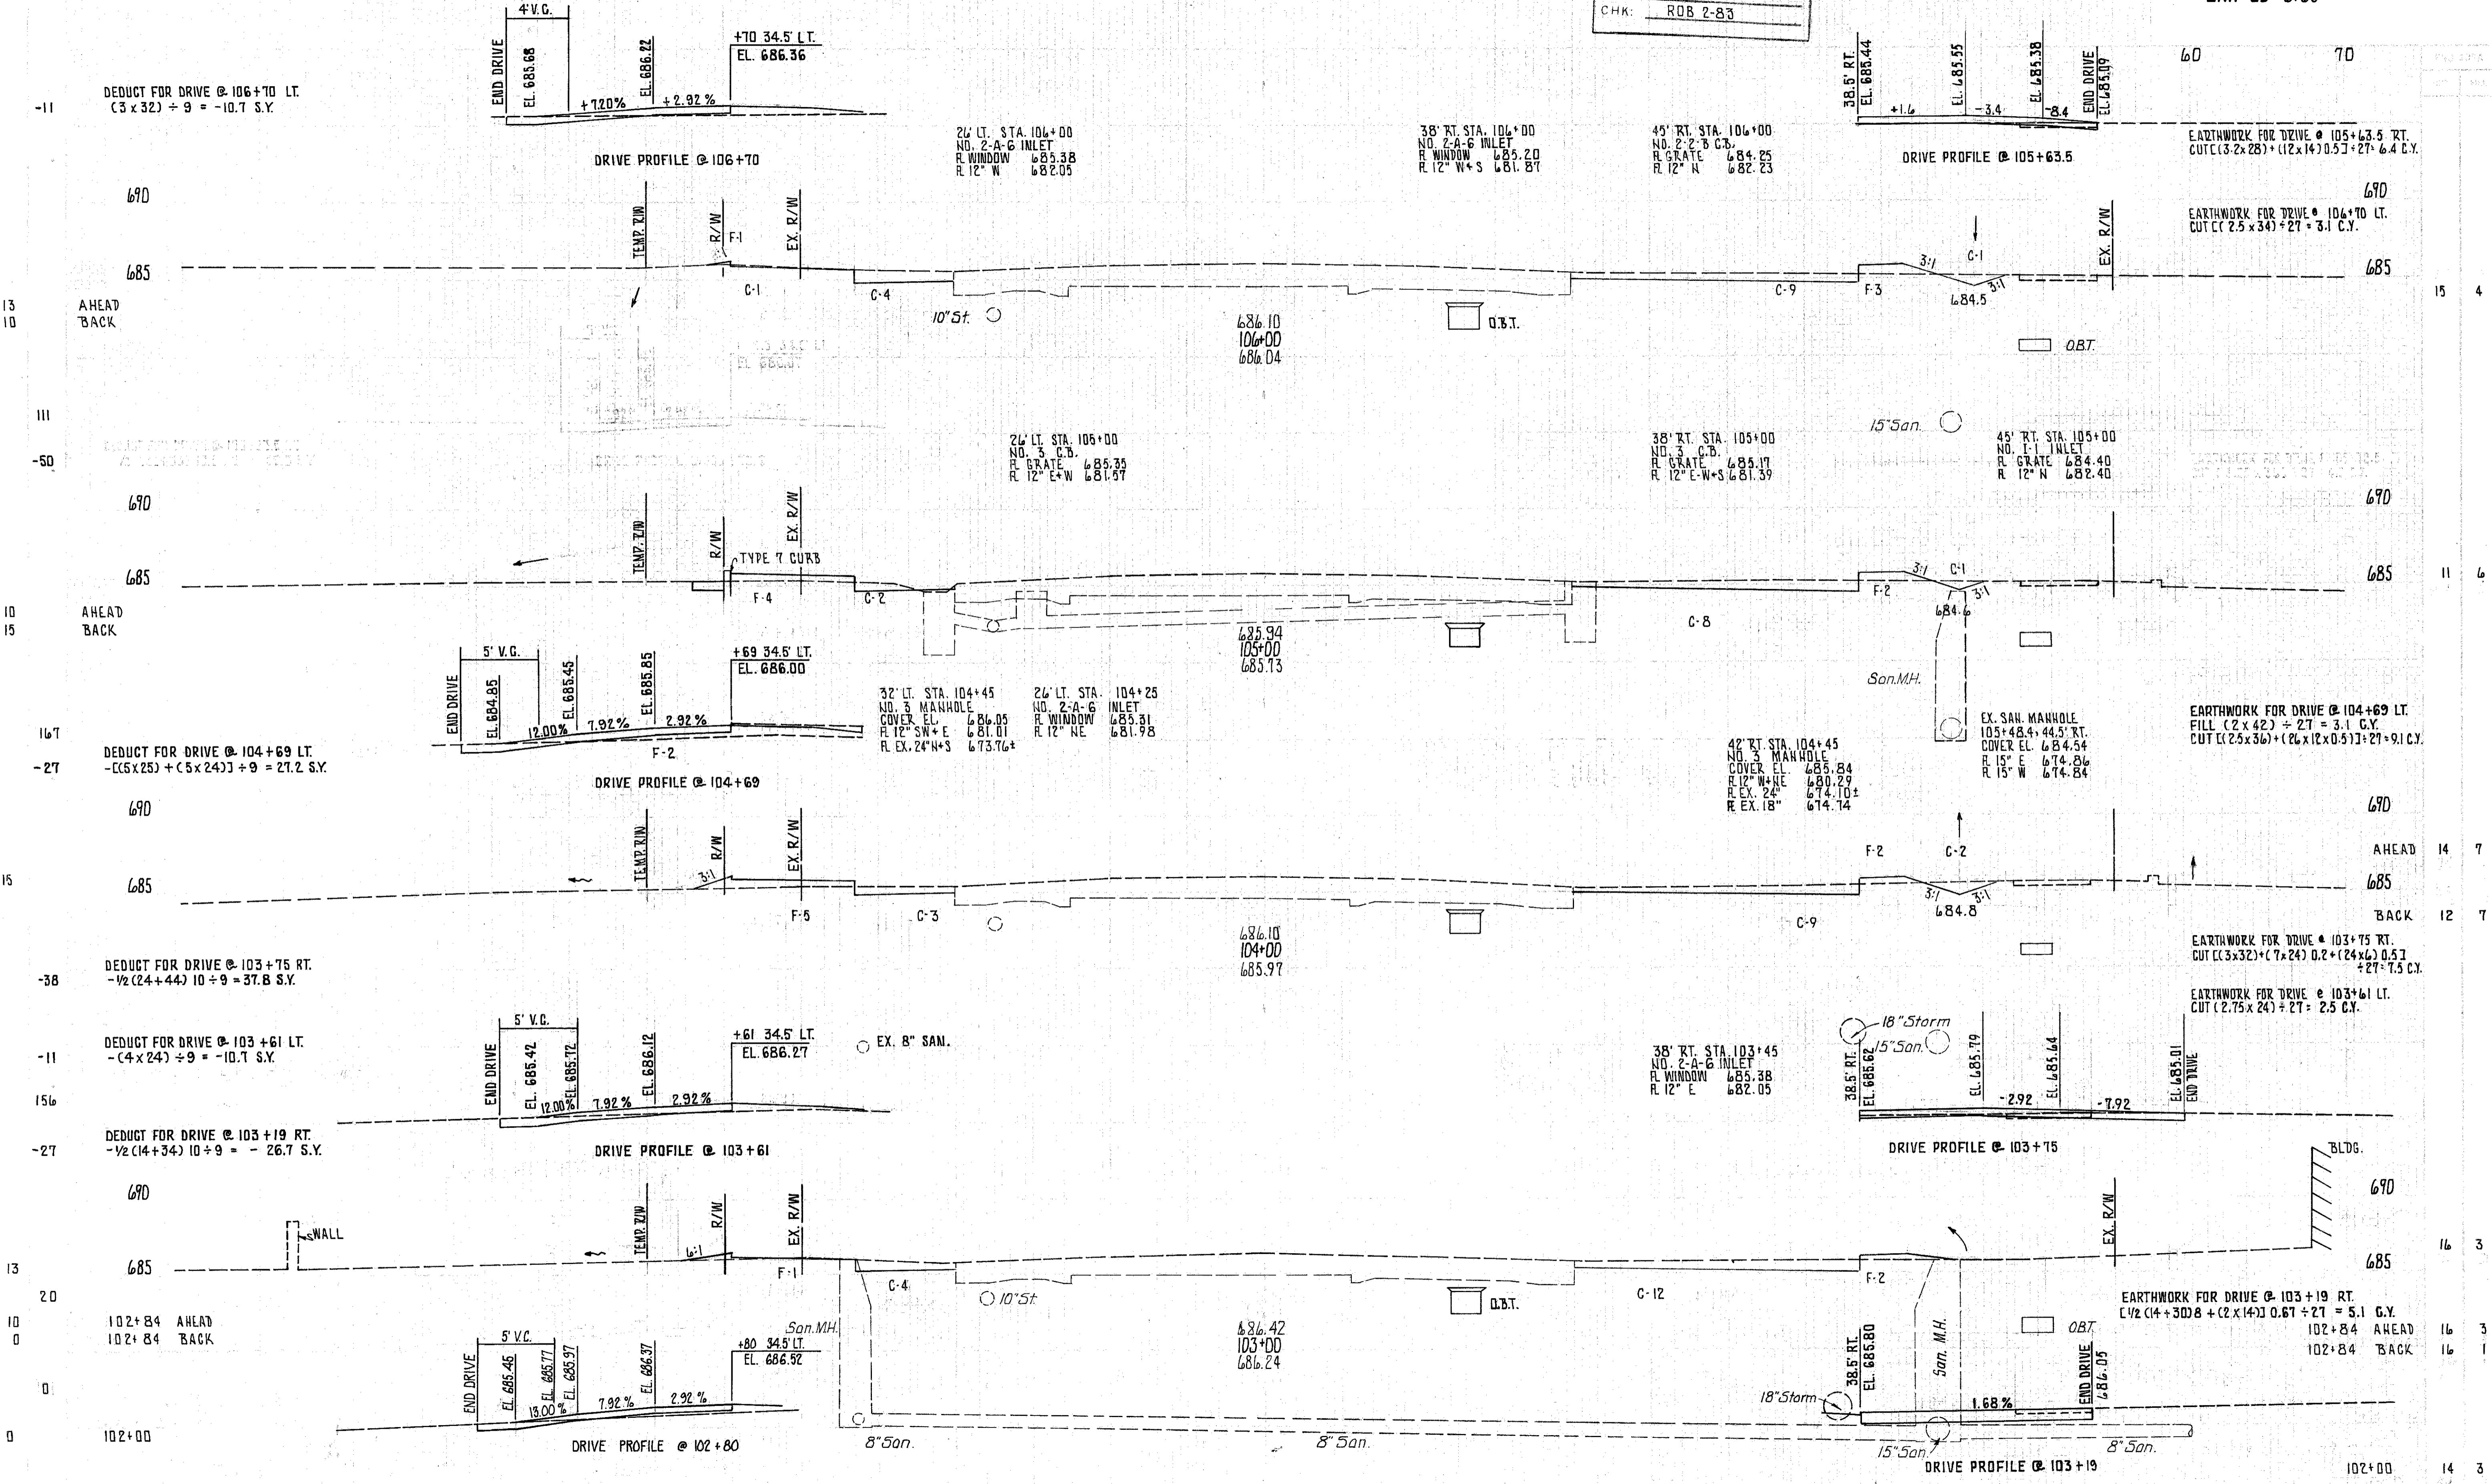 CHK: ROB 2-83
4' V.C.
END DRIVE
EL. 685.68
EL. 686.22
+70 34.5' LT.
EL. 686.36
+7.20%
+2.92%
DRIVE PROFILE @ 106+70
-11
DEDUCT FOR DRIVE @ 106+70 LT.
(3 x 32) ÷ 9 = -10.7 S.Y.
26' LT. STA. 106+00
NO. 2-A-6 INLET
FL WINDOW 685.38
FL 12" W 682.05
38' RT. STA. 106+00
NO. 2-A-6 INLET
FL WINDOW 685.20
FL 12" W+S 681.87
45' RT. STA. 106+00
NO. 2-2-B C.B.
FL GRATE 684.25
FL 12" N 682.23
38.5' RT.
EL. 685.44
EL. 685.55
EL. 685.38
END DRIVE
EL. 685.09
+1.6
-3.4
-8.4
DRIVE PROFILE @ 105+63.5
60
70
EARTHWORK FOR DRIVE @ 105+63.5 RT.
CUT [(3.2x28) + (12x14) 0.5] ÷ 27 = 6.4 C.Y.
EARTHWORK FOR DRIVE @ 106+70 LT.
CUT [(2.5 x 34) ÷ 27 = 3.1 C.Y.
690
690
TEMP. R/W
R/W
F-1
EX. R/W
C-1
3:1
EX. R/W
685
685
C-1
C-4
C-9
F-3
3:1
684.5
13 AHEAD
10 BACK
15 4
10" St.
686.10
106+00
686.04
O.B.T.
O.B.T.
111
-50
26' LT. STA. 105+00
NO. 3 C.B.
FL GRATE 685.35
FL 12" E+W 681.57
38' RT. STA. 105+00
NO. 3 C.B.
FL GRATE 685.17
FL 12" E-W+S 681.39
15" San.
45' RT. STA. 105+00
NO. I-1 INLET
FL GRATE 684.40
FL 12" N 682.40
690
690
TEMP. R/W
R/W
EX. R/W
TYPE 7 CURB
685
685
F-4
C-2
C-8
F-2
3:1
C-1
3:1
684.6
11 6
10 AHEAD
15 BACK
685.94
105+00
685.73
San. M.H.
5' V.C.
END DRIVE
EL. 684.85
EL. 685.45
EL. 685.85
+69 34.5' LT.
EL. 686.00
12.00%
7.92%
2.92%
F-2
DRIVE PROFILE @ 104+69
167
-27
DEDUCT FOR DRIVE @ 104+69 LT.
-[(5x25) + (5x24)] ÷ 9 = 27.2 S.Y.
32' LT. STA. 104+45
NO. 3 MANHOLE
COVER EL. 686.05
FL 12" SW+E 681.01
FL EX. 24" N+S 673.76±
26' LT. STA. 104+25
NO. 2-A-6 INLET
FL WINDOW 685.31
FL 12" NE 681.98
42' RT. STA. 104+45
NO. 3 MANHOLE
COVER EL. 685.84
FL 12" W+NE 680.29
FL EX. 24" 674.10±
FL EX. 18" 674.74
EX. SAN. MANHOLE
105+48.4, 44.5' RT.
COVER EL. 684.54
FL 15" E 674.86
FL 15" W 674.84
EARTHWORK FOR DRIVE @ 104+69 LT.
FILL (2 x 42) ÷ 27 = 3.1 C.Y.
CUT [(2.5x36) + (26x12x0.5)] ÷ 27 = 9.1 C.Y.
690
690
TEMP. R/W
R/W
EX. R/W
F-2
C-2
AHEAD 14 7
15
685
685
3:1
F-5
C-3
C-9
3:1
3:1
684.8
BACK 12 7
686.10
104+00
685.97
-38
DEDUCT FOR DRIVE @ 103+75 RT.
-1/2 (24+44) 10 ÷ 9 = 37.8 S.Y.
EARTHWORK FOR DRIVE @ 103+75 RT.
CUT [(3x32)+(7x24) 0.2+(24x6) 0.5]
÷27= 7.5 C.Y.
EARTHWORK FOR DRIVE @ 103+61 LT.
CUT (2.75 x 24) ÷ 27 = 2.5 C.Y.
-11
DEDUCT FOR DRIVE @ 103+61 LT.
-(4x24) ÷ 9 = -10.7 S.Y.
5' V.C.
END DRIVE
EL. 685.42
EL. 685.72
EL. 686.12
+61 34.5' LT.
EL. 686.27
12.00%
7.92%
2.92%
EX. 8" SAN.
DRIVE PROFILE @ 103+61
38' RT. STA. 103+45
NO. 2-A-6 INLET
FL WINDOW 685.38
FL 12" E 682.05
18" Storm
15" San.
38.5' RT.
EL. 685.62
EL. 685.79
EL. 685.64
EL. 685.01
END DRIVE
-2.92
-7.92
DRIVE PROFILE @ 103+75
156
-27
DEDUCT FOR DRIVE @ 103+19 RT.
-1/2 (14+34) 10 ÷ 9 = - 26.7 S.Y.
BLDG.
690
690
WALL
TEMP. R/W
R/W
EX. R/W
EX. R/W
6:1
13
685
685
16 3
F-1
C-4
C-12
F-2
20
10 102+84 AHEAD
0 102+84 BACK
10" St.
O.B.T.
O.B.T.
San. M.H.
San. M.H.
686.42
103+00
686.24
EARTHWORK FOR DRIVE @ 103+19 RT.
[1/2 (14+30)8 + (2x14)] 0.67 ÷ 27 = 5.1 C.Y.
102+84 AHEAD 16 3
102+84 BACK 16 1
5' V.C.
END DRIVE
EL. 685.45
EL. 685.77
EL. 685.97
EL. 686.37
+80 34.5' LT.
EL. 686.52
13.00%
7.92%
2.92%
DRIVE PROFILE @ 102+80
0
0 102+00
8" San.
8" San.
18" Storm
38.5' RT.
EL. 685.80
1.68%
END DRIVE
686.05
15" San.
8" San.
DRIVE PROFILE @ 103+19
102+00 14 3